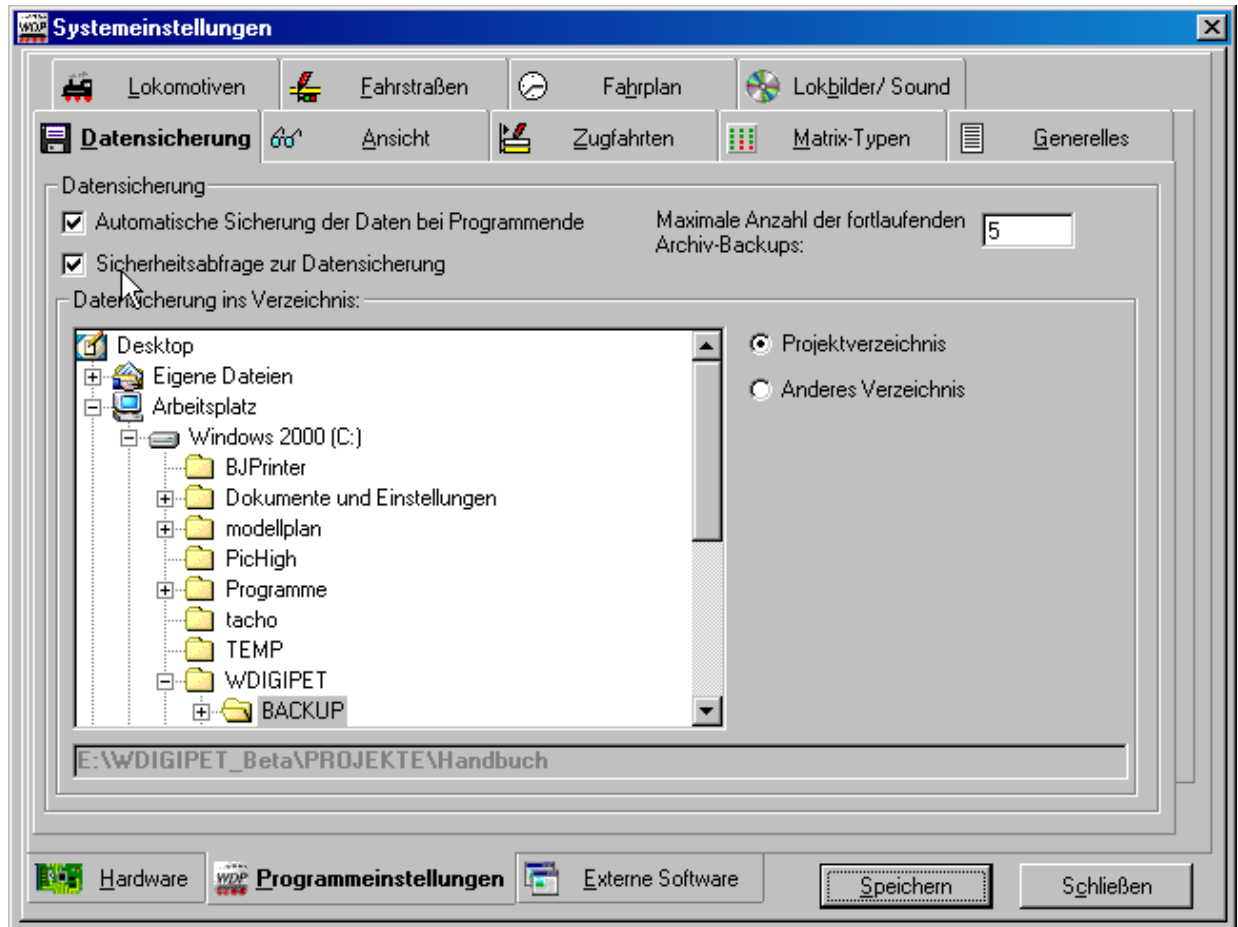 WDP Systemeinstellungen
Lokomotiven Fahrstraßen Fahrplan Lokbilder/ Sound
Datensicherung Ansicht Zugfahrten Matrix-Typen Generelles
Datensicherung
Automatische Sicherung der Daten bei Programmende
Maximale Anzahl der fortlaufenden
Archiv-Backups:
5
Sicherheitsabfrage zur Datensicherung
Datensicherung ins Verzeichnis:
Desktop
Eigene Dateien
Arbeitsplatz
Windows 2000 (C:)
BJPrinter
Dokumente und Einstellungen
modellplan
PicHigh
Programme
tacho
TEMP
WDIGIPET
BACKUP
Projektverzeichnis
Anderes Verzeichnis
E:\WDIGIPET_Beta\PROJEKTE\Handbuch
Hardware WDP Programmeinstellungen Externe Software
Speichern Schließen